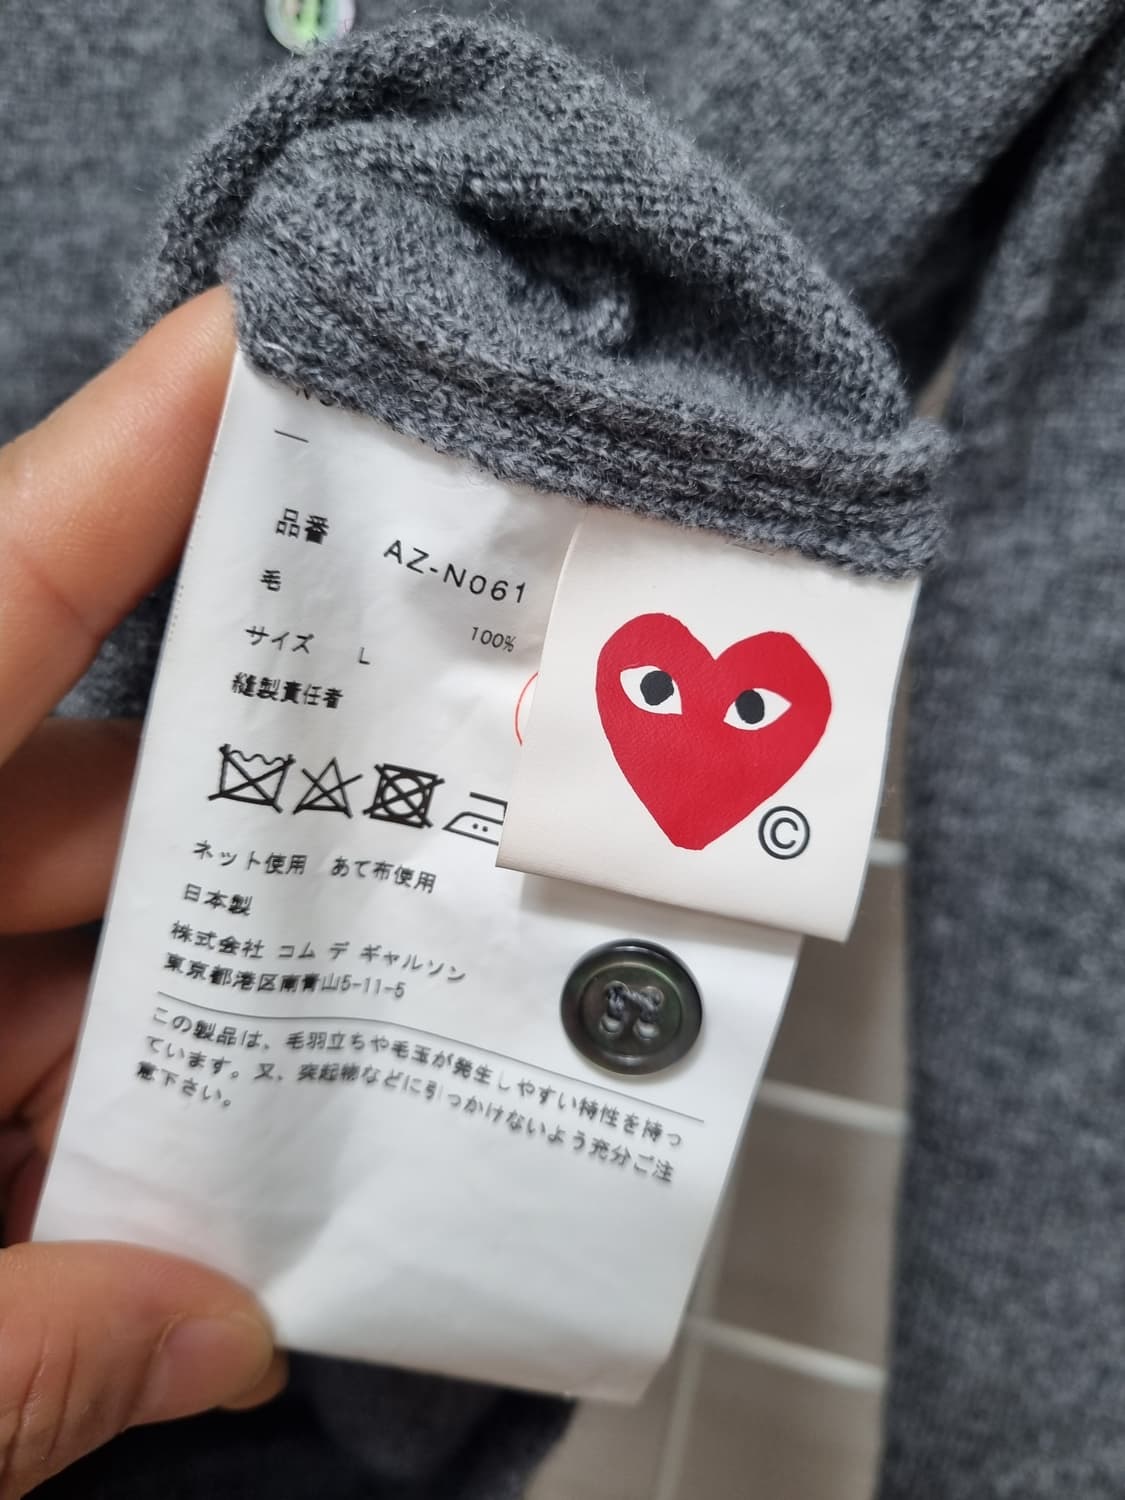 品番 AZ-N061
毛 100%
サイズ L
縫製責任者
ネット使用 あて布使用
日本製
株式会社 コム デ ギャルソン
東京都港区南青山5-11-5
この製品は、毛羽立ちや毛玉が発生しやすい特性を持っ
ています。又、突起物などに引っかけないよう充分ご注
意下さい。
©